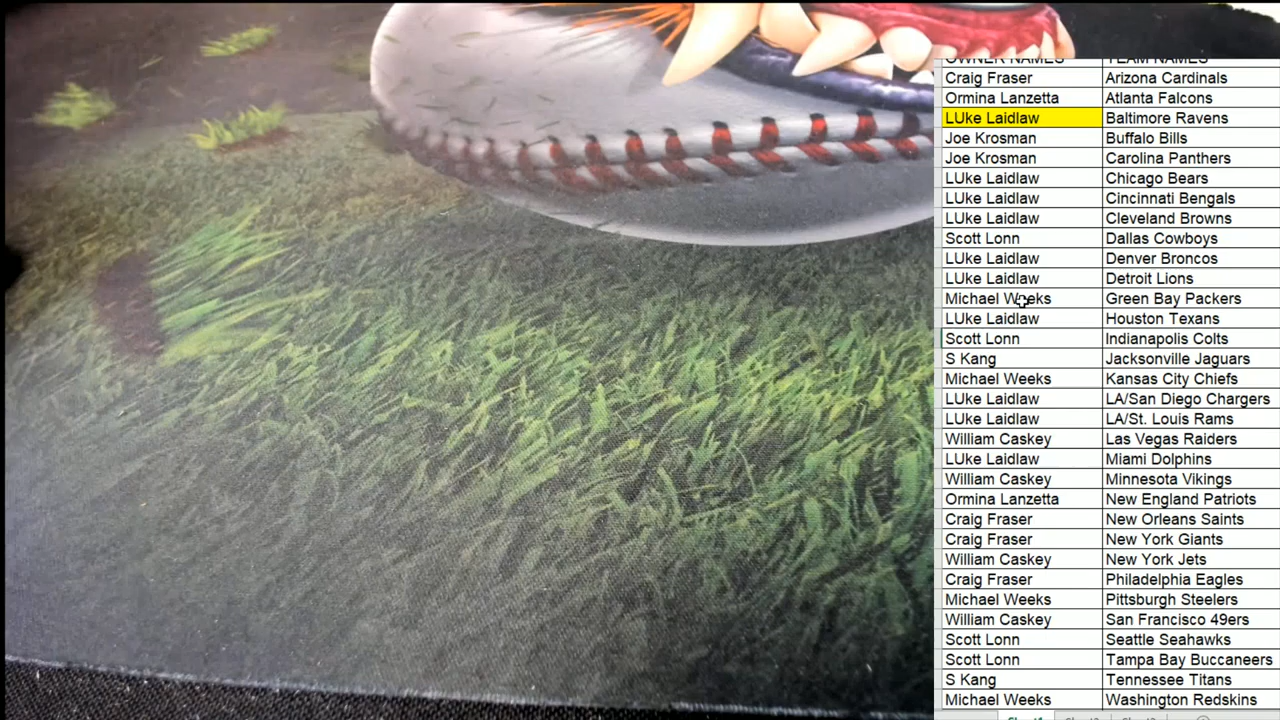 OWNER NAMES TEAM NAMES
Craig Fraser Arizona Cardinals
Ormina Lanzetta Atlanta Falcons
LUke Laidlaw Baltimore Ravens
Joe Krosman Buffalo Bills
Joe Krosman Carolina Panthers
LUke Laidlaw Chicago Bears
LUke Laidlaw Cincinnati Bengals
LUke Laidlaw Cleveland Browns
Scott Lonn Dallas Cowboys
LUke Laidlaw Denver Broncos
LUke Laidlaw Detroit Lions
Michael Weeks Green Bay Packers
LUke Laidlaw Houston Texans
Scott Lonn Indianapolis Colts
S Kang Jacksonville Jaguars
Michael Weeks Kansas City Chiefs
LUke Laidlaw LA/San Diego Chargers
LUke Laidlaw LA/St. Louis Rams
William Caskey Las Vegas Raiders
LUke Laidlaw Miami Dolphins
William Caskey Minnesota Vikings
Ormina Lanzetta New England Patriots
Craig Fraser New Orleans Saints
Craig Fraser New York Giants
William Caskey New York Jets
Craig Fraser Philadelphia Eagles
Michael Weeks Pittsburgh Steelers
William Caskey San Francisco 49ers
Scott Lonn Seattle Seahawks
Scott Lonn Tampa Bay Buccaneers
S Kang Tennessee Titans
Michael Weeks Washington Redskins